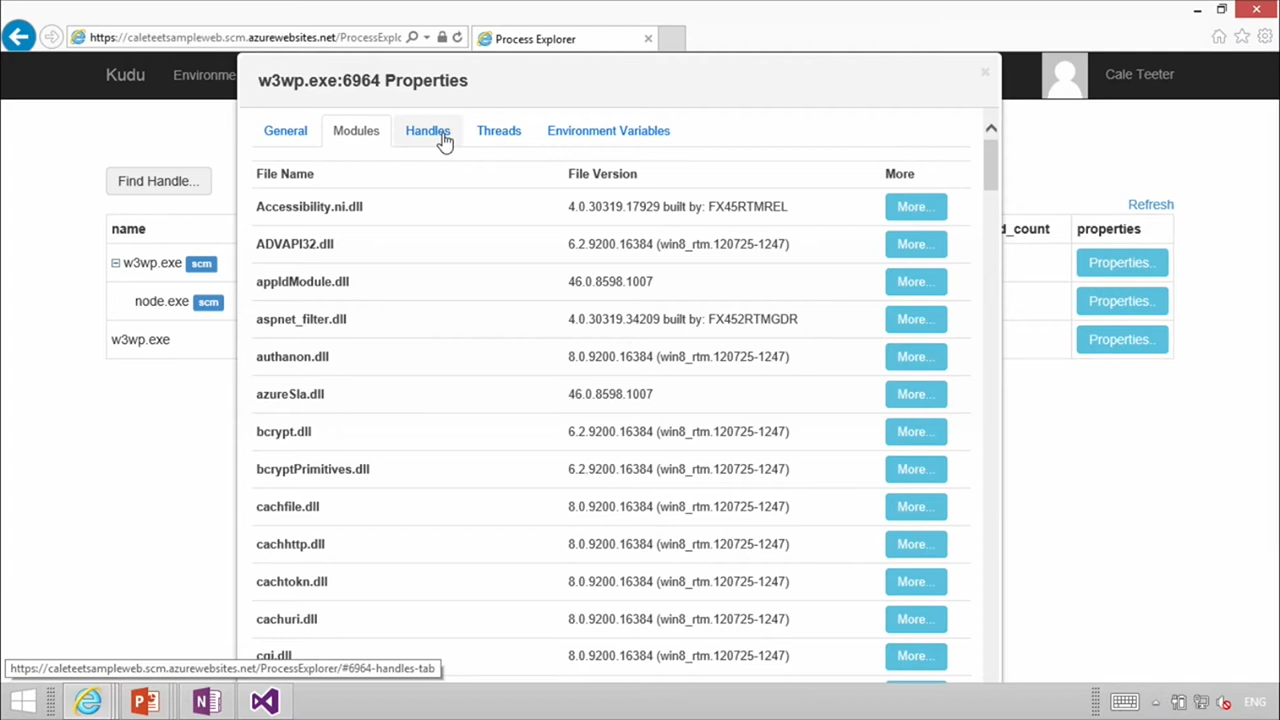 https://caleteetsampleweb.scm.azurewebsites.net/ProcessExplc
Process Explorer
Kudu
Environme
w3wp.exe:6964 Properties
Cale Teeter
General
Modules
Handles
Threads
Environment Variables
Find Handle...
Refresh
name
d_count
properties
w3wp.exe scm
Properties..
node.exe scm
Properties..
w3wp.exe
Properties..
File Name File Version More
Accessibility.ni.dll 4.0.30319.17929 built by: FX45RTMREL More...
ADVAPI32.dll 6.2.9200.16384 (win8_rtm.120725-1247) More...
appIdModule.dll 46.0.8598.1007 More...
aspnet_filter.dll 4.0.30319.34209 built by: FX452RTMGDR More...
authanon.dll 8.0.9200.16384 (win8_rtm.120725-1247) More...
azureSla.dll 46.0.8598.1007 More...
bcrypt.dll 6.2.9200.16384 (win8_rtm.120725-1247) More...
bcryptPrimitives.dll 6.2.9200.16384 (win8_rtm.120725-1247) More...
cachfile.dll 8.0.9200.16384 (win8_rtm.120725-1247) More...
cachhttp.dll 8.0.9200.16384 (win8_rtm.120725-1247) More...
cachtokn.dll 8.0.9200.16384 (win8_rtm.120725-1247) More...
cachuri.dll 8.0.9200.16384 (win8_rtm.120725-1247) More...
cgi.dll 8.0.9200.16384 (win8_rtm.120725-1247) More...
https://caleteetsampleweb.scm.azurewebsites.net/ProcessExplorer/#6964-handles-tab
ENG